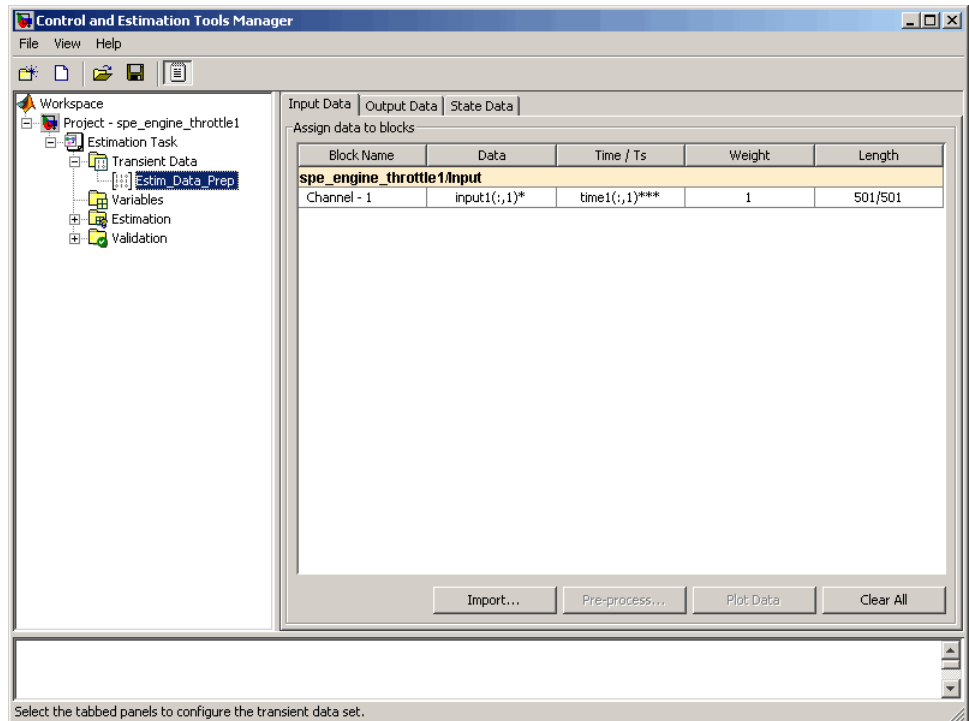 Control and Estimation Tools Manager
File View Help
Workspace
Project - spe_engine_throttle1
Estimation Task
Transient Data
Estim_Data_Prep
Variables
Estimation
Validation
Input Data Output Data State Data
Assign data to blocks
Block Name Data Time / Ts Weight Length
spe_engine_throttle1/Input
Channel - 1 input1(:,1)* time1(:,1)*** 1 501/501
Import... Pre-process... Plot Data Clear All
Select the tabbed panels to configure the transient data set.